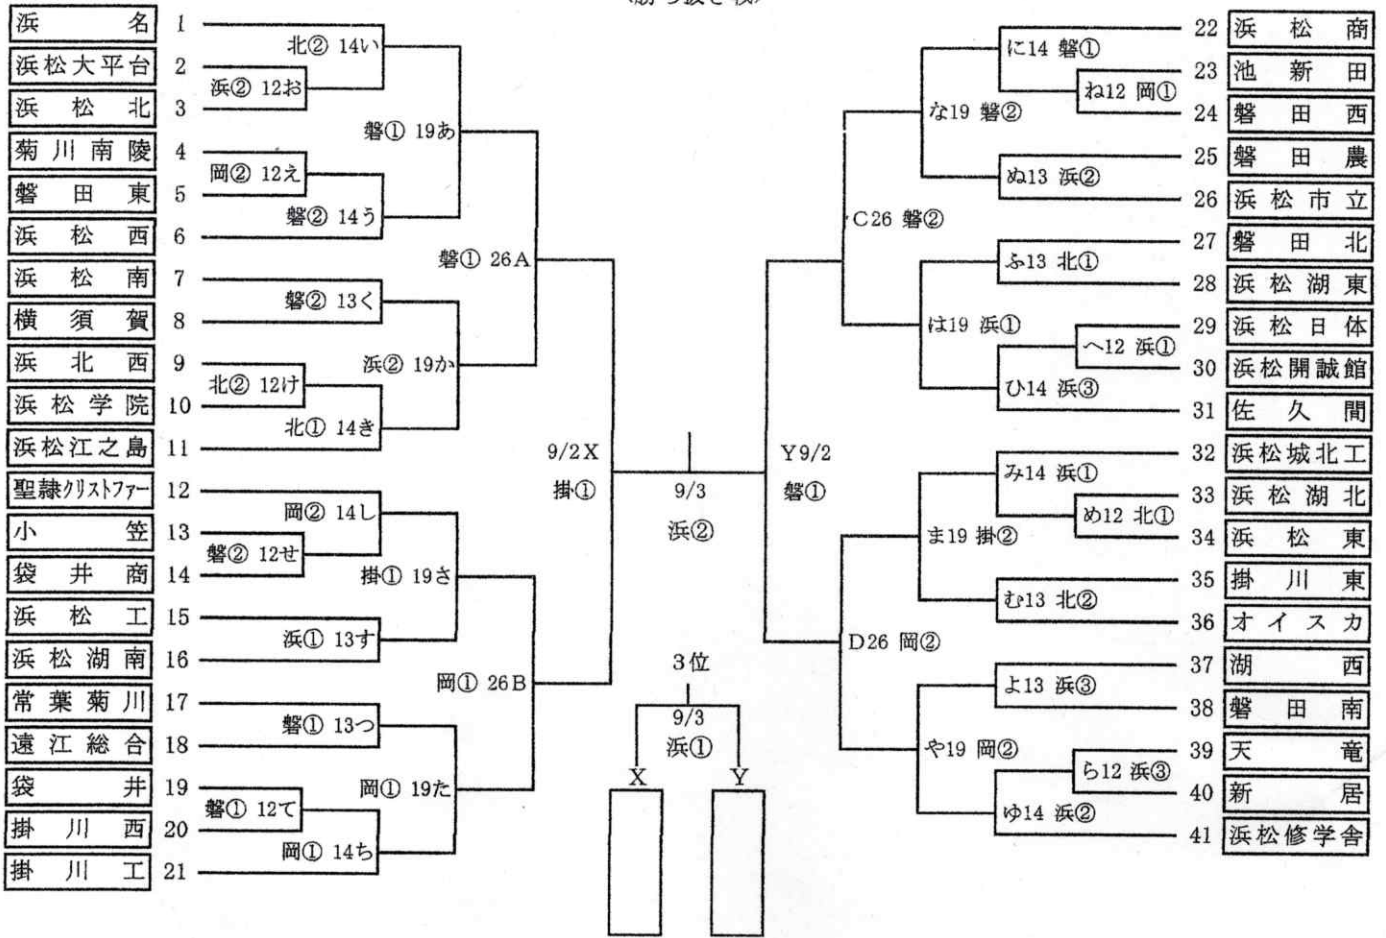 浜名 1
北② 14い
浜松大平台 2
浜② 12お
浜松北 3
磐① 19あ
菊川南陵 4
岡② 12え
磐田東 5
磐② 14う
浜松西 6
磐① 26A
浜松南 7
磐② 13く
横須賀 8
浜② 19か
浜北西 9
北② 12け
浜松学院 10
北① 14き
浜松江之島 11
9/2X
掛①
聖隷クリストファー 12
岡② 14し
小笠 13
磐② 12せ
袋井商 14
掛① 19さ
浜松工 15
浜① 13す
浜松湖南 16
岡① 26B
常葉菊川 17
磐① 13つ
遠江総合 18
岡① 19た
袋井 19
磐① 12て
掛川西 20
岡① 14ち
掛川工 21
9/3
浜②
3位
9/3
浜①
X
Y
22 浜松商
に14 磐①
23 池新田
ね12 岡①
24 磐田西
な19 磐②
25 磐田農
ぬ13 浜②
26 浜松市立
C26 磐②
27 磐田北
ふ13 北①
28 浜松湖東
は19 浜①
29 浜松日体
へ12 浜①
30 浜松開誠館
ひ14 浜③
31 佐久間
Y9/2
磐①
32 浜松城北工
み14 浜①
33 浜松湖北
め12 北①
34 浜松東
ま19 掛②
35 掛川東
む13 北②
36 オイスカ
D26 岡②
37 湖西
よ13 浜③
38 磐田南
や19 岡②
39 天竜
ら12 浜③
40 新居
ゆ14 浜②
41 浜松修学舎